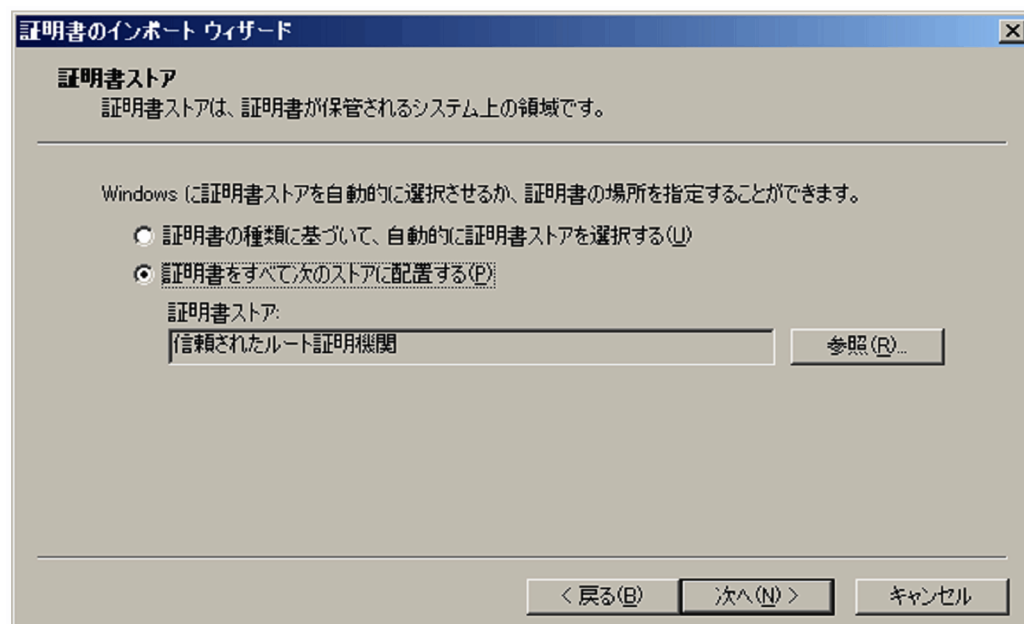 証明書のインポート ウィザード
証明書ストア
証明書ストアは、証明書が保管されるシステム上の領域です。
Windows に証明書ストアを自動的に選択させるか、証明書の場所を指定することができます。
証明書の種類に基づいて、自動的に証明書ストアを選択する(U)
証明書をすべて次のストアに配置する(P)
証明書ストア:
信頼されたルート証明機関
参照(R)...
< 戻る(B)
次へ(N) >
キャンセル